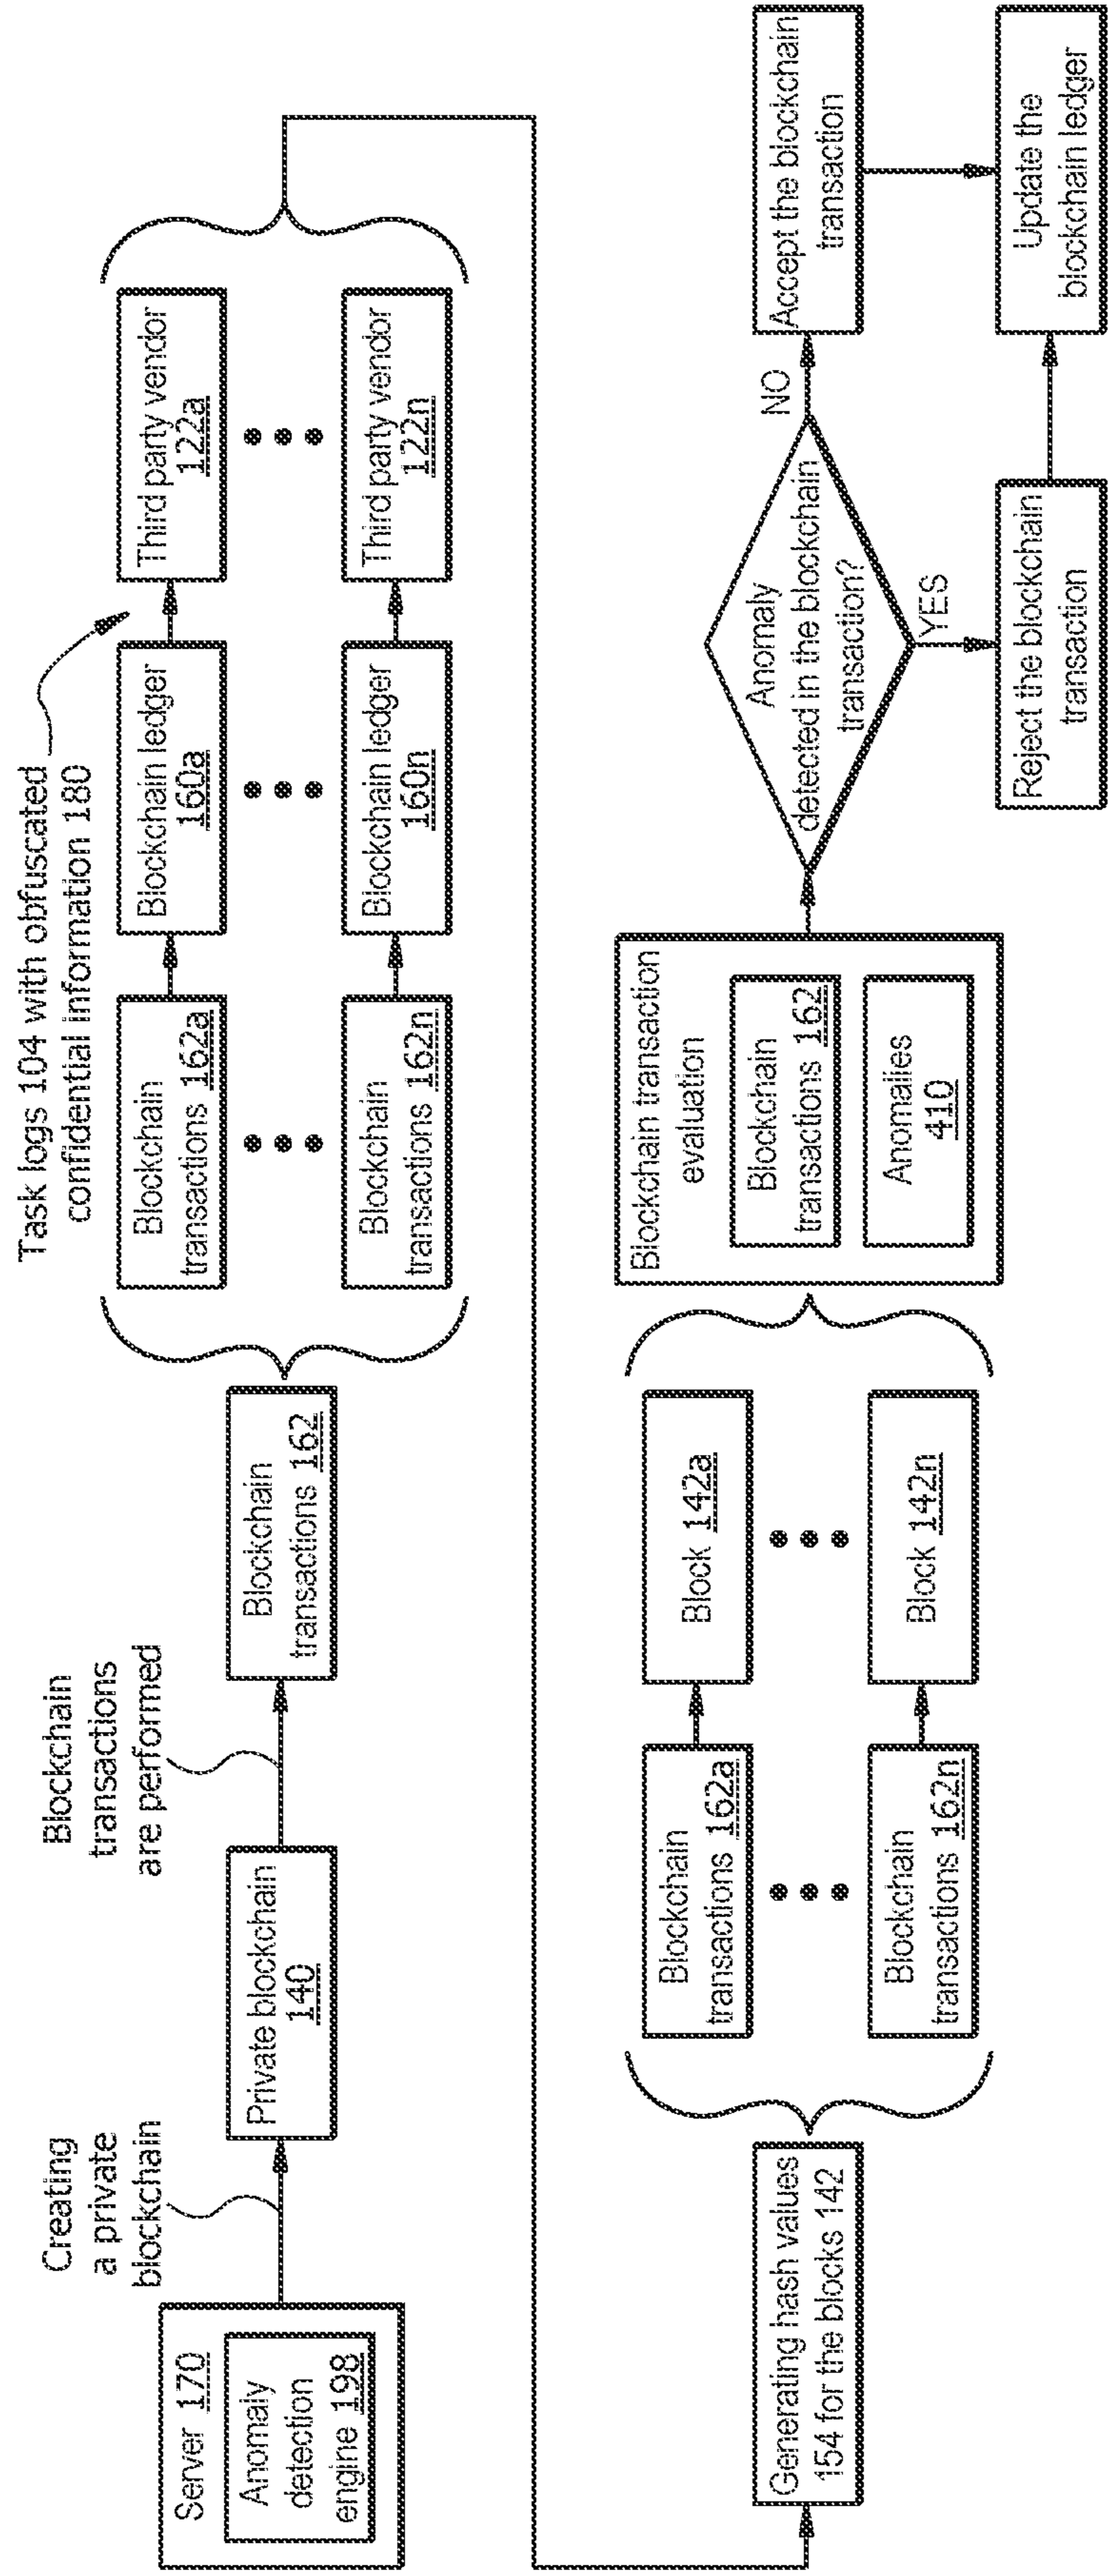 Server 170
Anomaly
detection
engine 198
Creating
a private
blockchain
Private blockchain
140
Blockchain
transactions
are performed
Blockchain
transactions 162
Task logs 104 with obfuscated
confidential information 180
Blockchain
transactions 162a
Blockchain ledger
160a
Third party vendor
122a
Blockchain
transactions 162n
Blockchain ledger
160n
Third party vendor
122n
Generating hash values
154 for the blocks 142
Blockchain
transactions 162a
Block 142a
Blockchain
transactions 162n
Block 142n
Blockchain transaction
evaluation
Blockchain
transactions 162
Anomalies
410
Anomaly
detected in the blockchain
transaction?
NO
YES
Accept the blockchain
transaction
Reject the blockchain
transaction
Update the
blockchain ledger